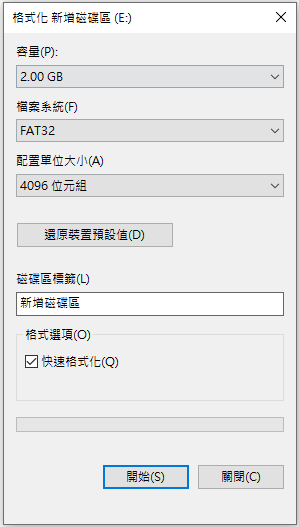 格式化 新增磁碟區 (E:)
容量(P):
2.00 GB
檔案系統(F)
FAT32
配置單位大小(A)
4096 位元組
還原裝置預設值(D)
磁碟區標籤(L)
新增磁碟區
格式選項(O)
快速格式化(Q)
開始(S)
關閉(C)